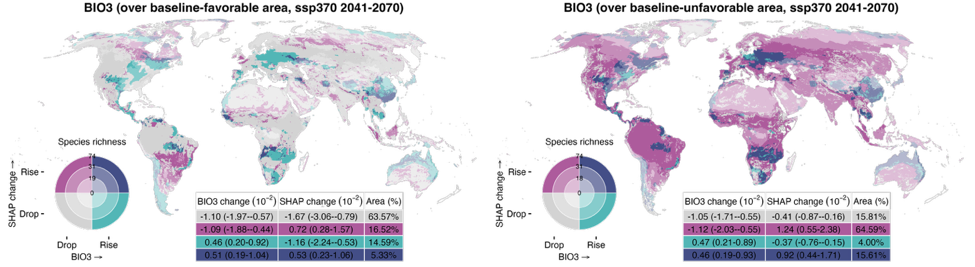 BIO3 (over baseline-favorable area, ssp370 2041-2070)
SHAP change →
Rise
Drop
Species richness
74
31
19
0
Drop
Rise
BIO3 →
BIO3 change (10⁻²) SHAP change (10⁻²) Area (%)
-1.10 (-1.97--0.57) -1.67 (-3.06--0.79) 63.57%
-1.09 (-1.88--0.44) 0.72 (0.28-1.57) 16.52%
0.46 (0.20-0.92) -1.16 (-2.24--0.53) 14.59%
0.51 (0.19-1.04) 0.53 (0.23-1.06) 5.33%
BIO3 (over baseline-unfavorable area, ssp370 2041-2070)
SHAP change →
Rise
Drop
Species richness
74
31
0
Drop
Rise
BIO3 →
BIO3 change (10⁻²) SHAP change (10⁻²) Area (%)
-1.05 (-1.71--0.55) -0.41 (-0.87--0.16) 15.81%
-1.12 (-2.03--0.55) 1.24 (0.55-2.38) 64.59%
0.47 (0.21-0.89) -0.37 (-0.76--0.15) 4.00%
0.46 (0.19-0.93) 0.92 (0.44-1.71) 15.61%